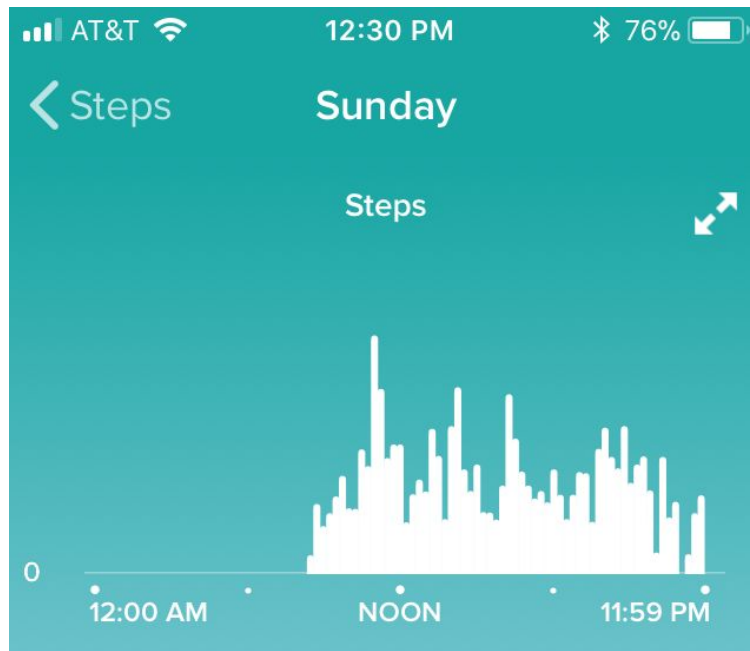 AT&T 12:30 PM 76%
Steps Sunday
Steps
0
12:00 AM NOON 11:59 PM